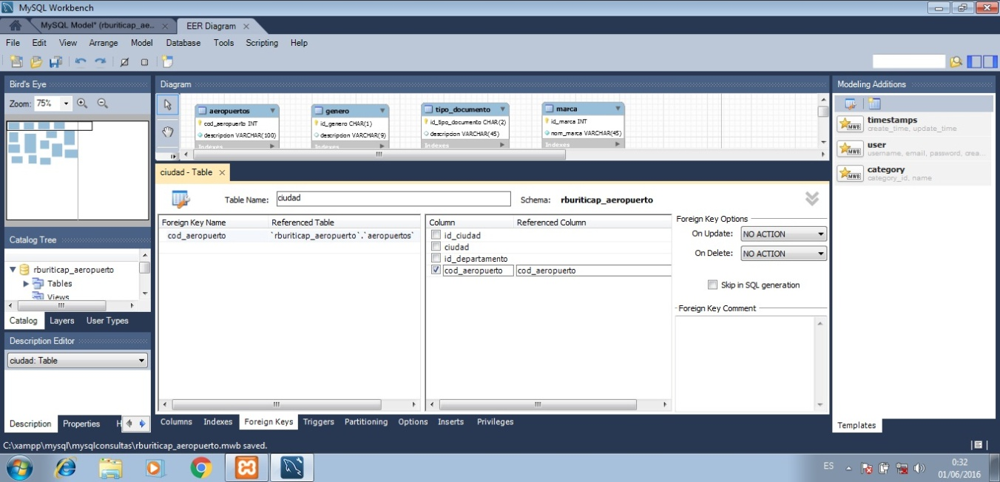 MySQL Workbench
MySQL Model* (rburiticap_ae...
EER Diagram
File Edit View Arrange Model Database Tools Scripting Help
Bird's Eye
Zoom: 75%
Diagram
aeropuertos
cod_aeropuerto INT
descripcion VARCHAR(100)
Indexes
genero
id_genero CHAR(1)
descripcion VARCHAR(9)
Indexes
tipo_documento
id_tipo_documento CHAR(2)
descripcion VARCHAR(45)
Indexes
marca
id_marca INT
nom_marca VARCHAR(45)
Indexes
Modeling Additions
timestamps
create_time, update_time
user
username, email, password, crea...
category
category_id, name
Templates
Catalog Tree
rburiticap_aeropuerto
Tables
Views
Catalog Layers User Types
Description Editor
ciudad: Table
Description Properties H
ciudad - Table
Table Name: ciudad
Schema: rburiticap_aeropuerto
Foreign Key Name Referenced Table
cod_aeropuerto `rburiticap_aeropuerto`.`aeropuertos`
Column Referenced Column
id_ciudad
ciudad
id_departamento
cod_aeropuerto cod_aeropuerto
Foreign Key Options
On Update: NO ACTION
On Delete: NO ACTION
Skip in SQL generation
Foreign Key Comment
Columns Indexes Foreign Keys Triggers Partitioning Options Inserts Privileges
C:\xampp\mysql\mysqlconsultas\rburiticap_aeropuerto.mwb saved.
ES
0:32
01/06/2016